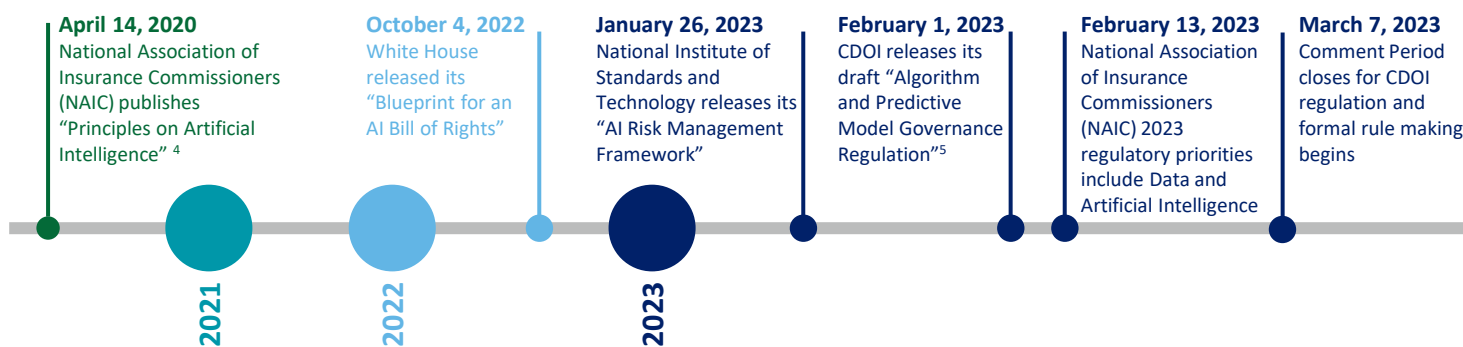 April 14, 2020
National Association of
Insurance Commissioners
(NAIC) publishes
“Principles on Artificial
Intelligence” 4
October 4, 2022
White House
released its
“Blueprint for an
AI Bill of Rights”
January 26, 2023
National Institute of
Standards and
Technology releases its
“AI Risk Management
Framework”
February 1, 2023
CDOI releases its
draft “Algorithm
and Predictive
Model Governance
Regulation”5
February 13, 2023
National Association
of Insurance
Commissioners
(NAIC) 2023
regulatory priorities
include Data and
Artificial Intelligence
March 7, 2023
Comment Period
closes for CDOI
regulation and
formal rule making
begins
2021
2022
2023